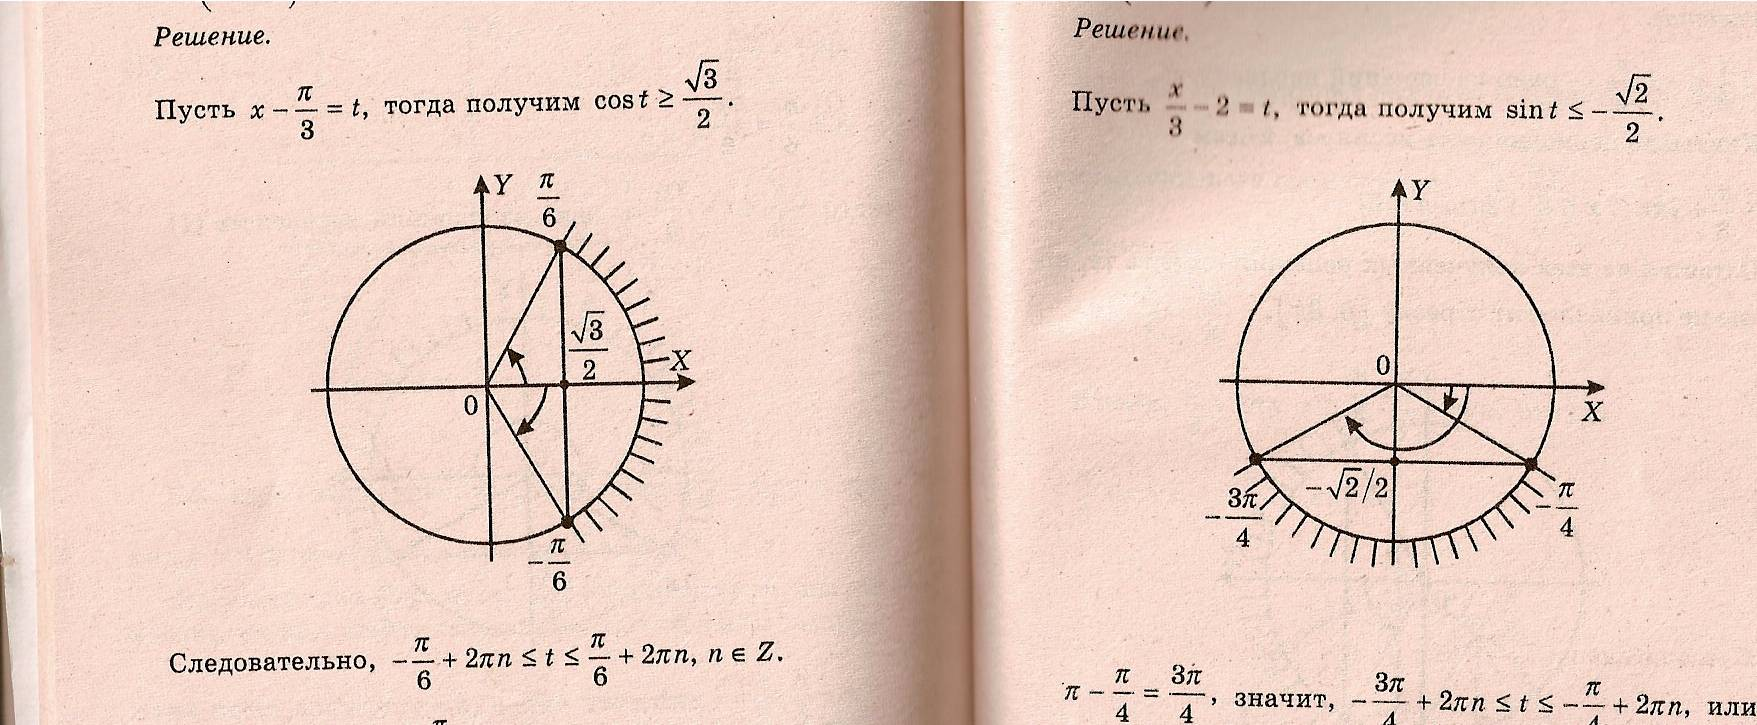 Решение.
Пусть x − π/3 = t, тогда получим cos t ≥ √3/2.
Y
π/6
√3/2
X
0
−π/6
Следовательно, −π/6 + 2πn ≤ t ≤ π/6 + 2πn, n ∈ Z.
Решение.
Пусть x/3 − 2 = t, тогда получим sin t ≤ −√2/2.
Y
0
X
−√2/2
−3π/4
−π/4
π − π/4 = 3π/4, значит, −3π/4 + 2πn ≤ t ≤ −π/4 + 2πn, или